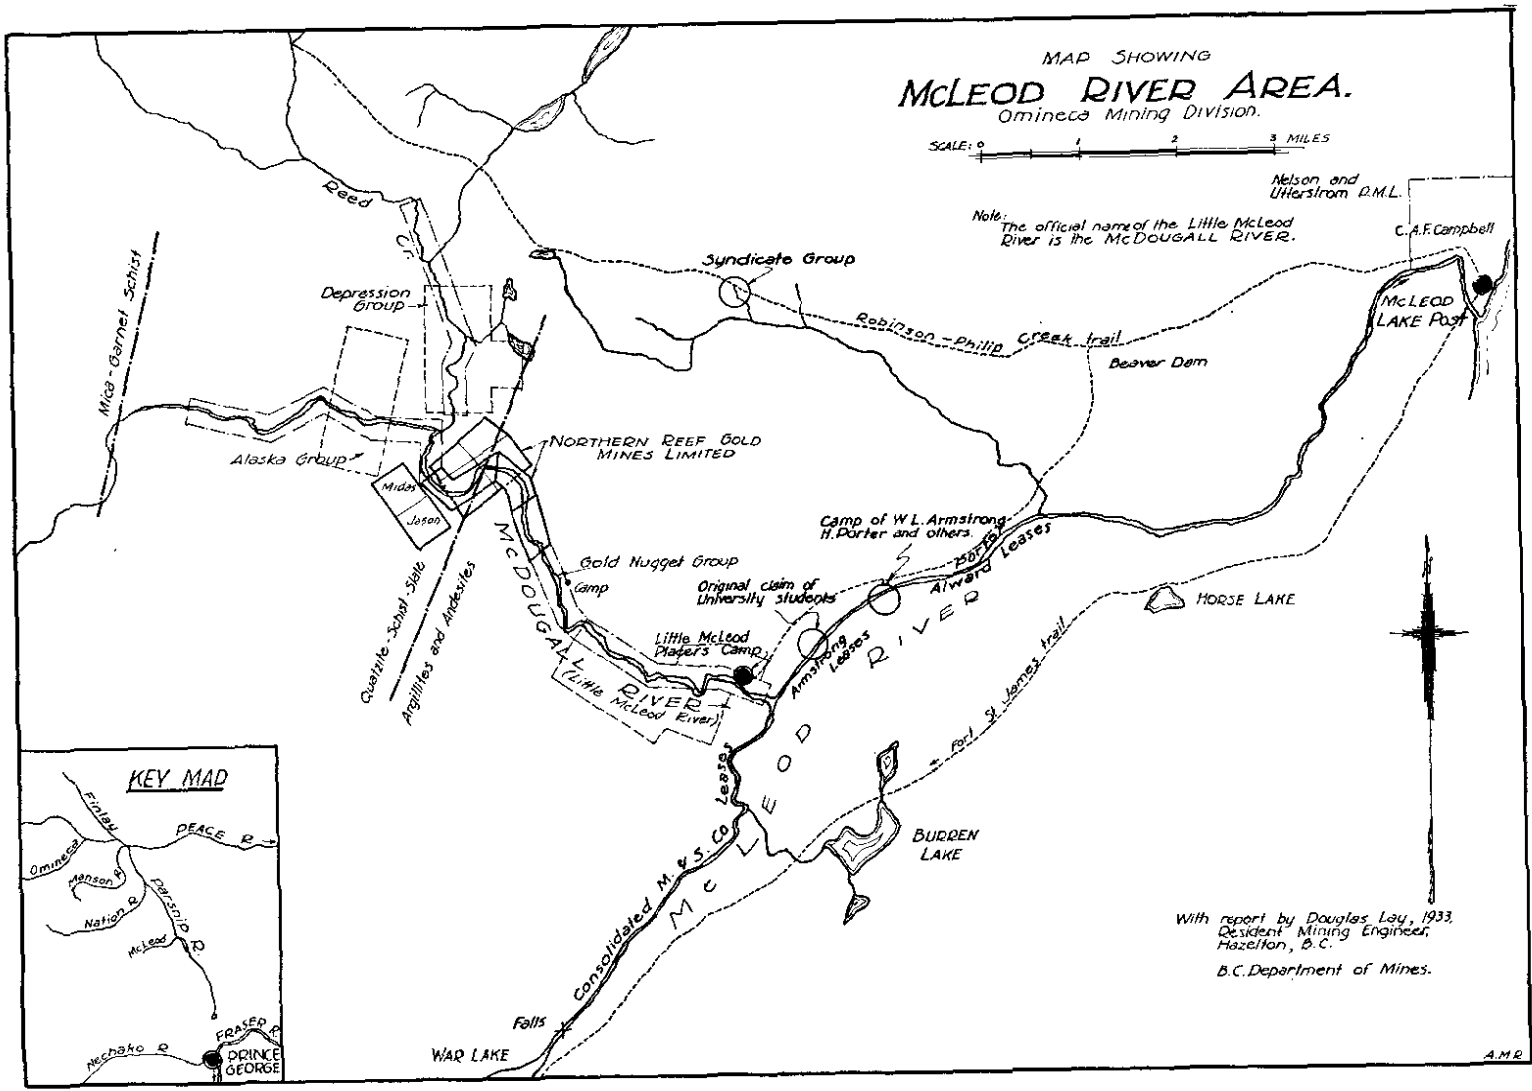 MAP SHOWING
McLEOD RIVER AREA.
Omineca Mining Division.
SCALE: 0 1 2 3 MILES
Nelson and
Utterstrom P.M.L.
Note:
The official name of the Little McLeod
River is the McDOUGALL RIVER.
C.A.F. Campbell
McLEOD
LAKE Post
Reed
Cr.
Syndicate Group
Depression
Group
Robinson-Philip Creek trail
Beaver Dam
Mica-Garnet Schist
Alaska Group
NORTHERN REEF GOLD
MINES LIMITED
Midas
Jason
Camp of W.L. Armstrong
H. Porter and others.
Porter
Alward Leases
Gold Nugget Group
Camp
Original claim of
University students
Quatzite-Schist-Slate
Argillites and Andesites
McDOUGALL RIVER
(Little McLeod River)
Little McLeod
Placers Camp
Armstrong
Leases
McLEOD RIVER
HORSE LAKE
Fort St James trail
Consolidated M. & S. Co Leases
BURREN
LAKE
Falls
WAR LAKE
KEY MAP
Finlay
PEACE R
Omineca
Manson R
Nation R
Parsnip R.
McLeod
FRASER R.
Nechako R
PRINCE
GEORGE
With report by Douglas Lay, 1933,
Resident Mining Engineer,
Hazelton, B.C.
B.C. Department of Mines.
A.M.R